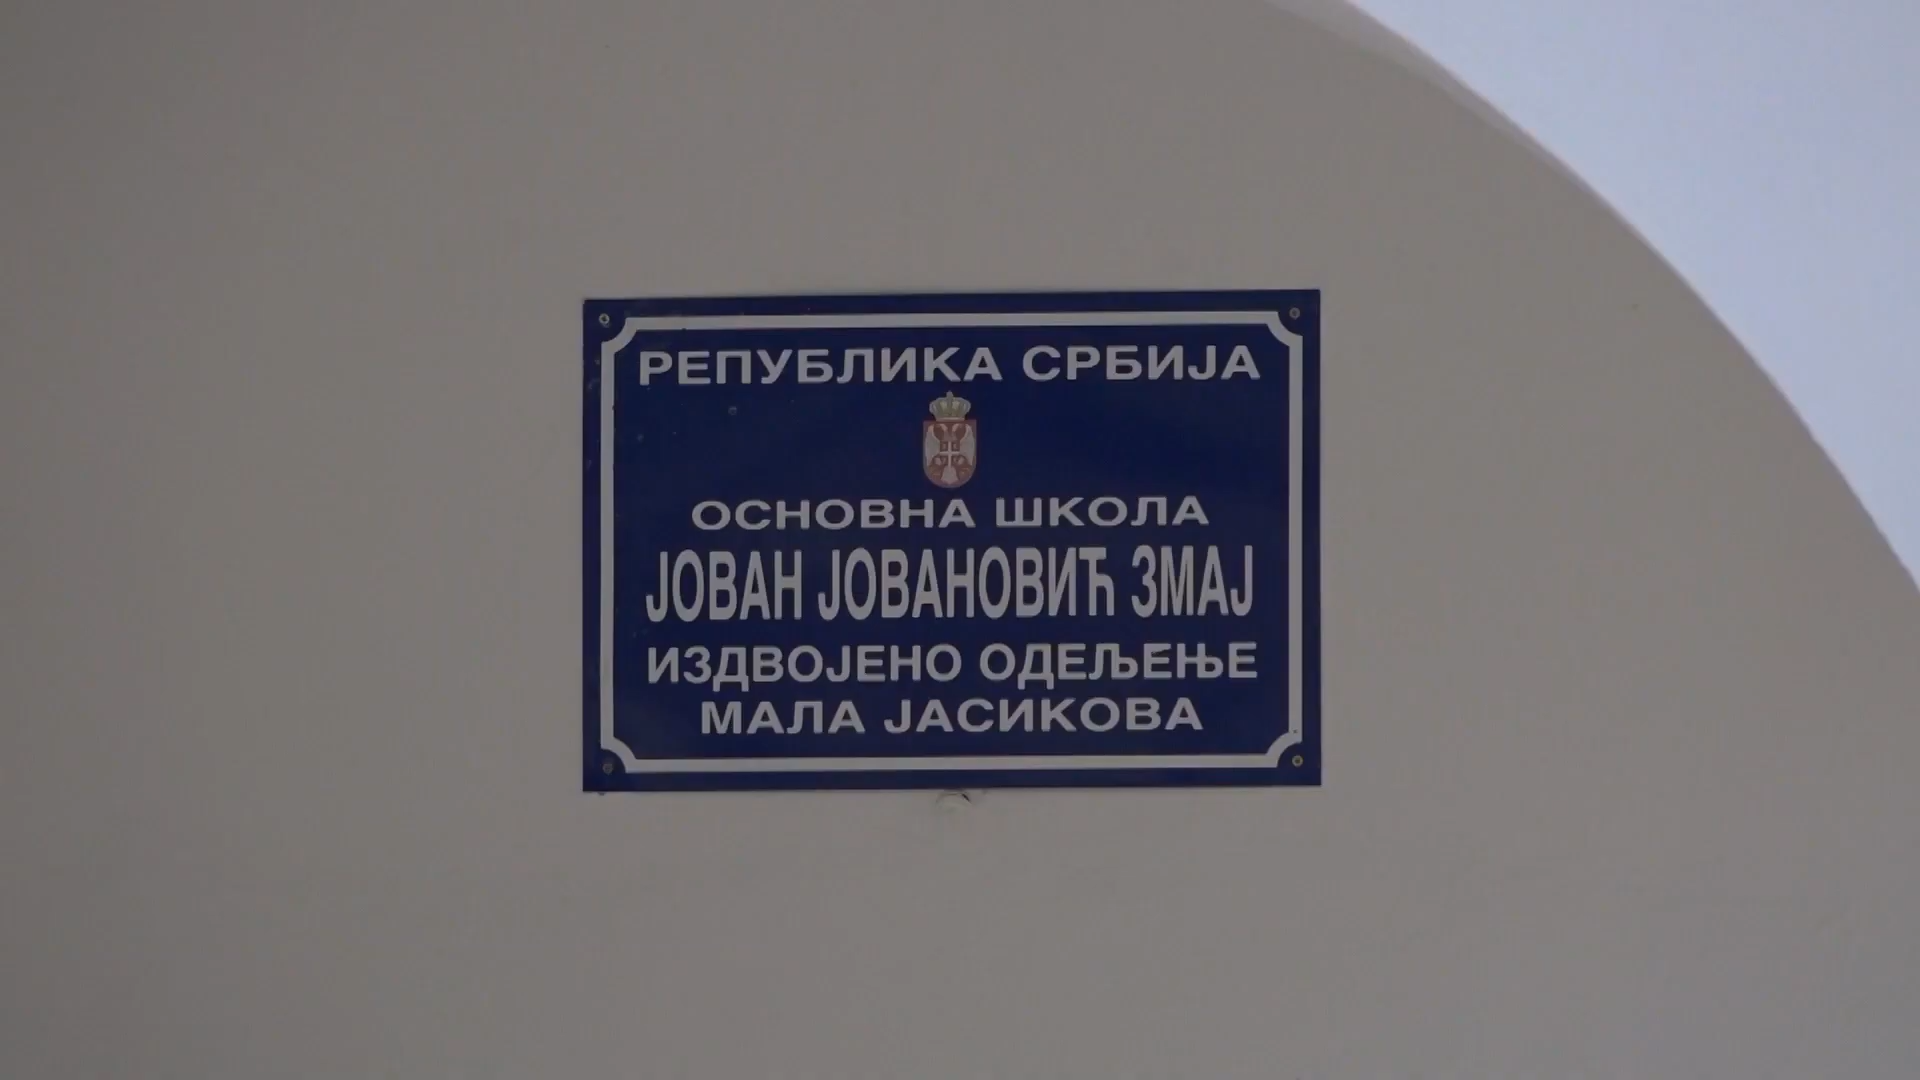 РЕПУБЛИКА СРБИЈА
ОСНОВНА ШКОЛА
ЈОВАН ЈОВАНОВИЋ ЗМАЈ
ИЗДВОЈЕНО ОДЕЉЕЊЕ
МАЛА ЈАСИКОВА